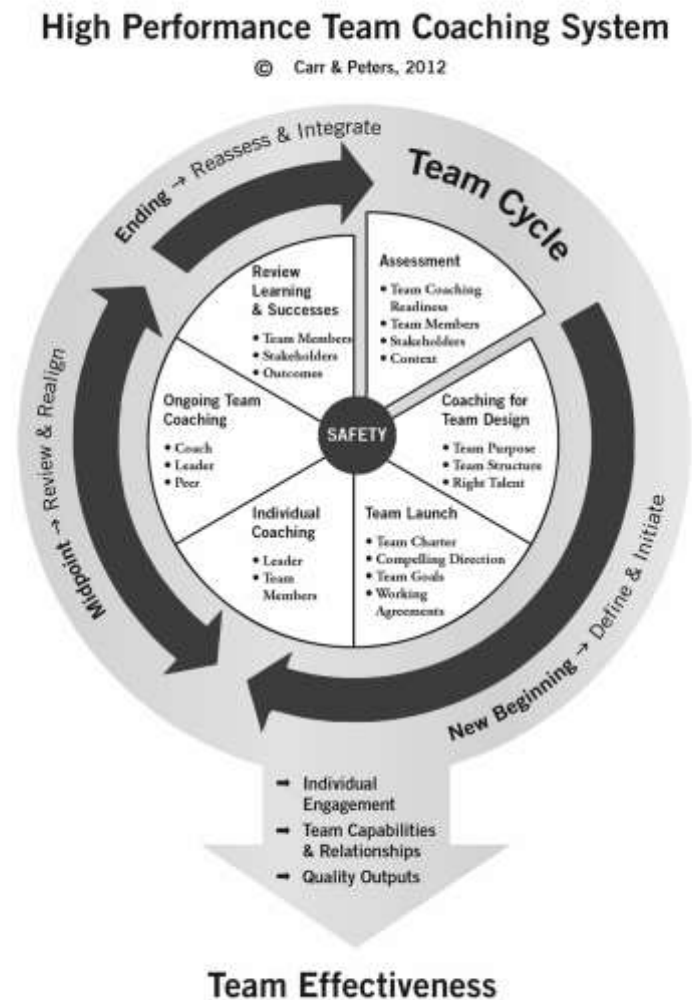 High Performance Team Coaching System
© Carr & Peters, 2012
Team Cycle
Ending → Reassess & Integrate
Midpoint → Review & Realign
New Beginning → Define & Initiate
Assessment
• Team Coaching
Readiness
• Team Members
• Stakeholders
• Context
Coaching for
Team Design
• Team Purpose
• Team Structure
• Right Talent
Team Launch
• Team Charter
• Compelling Direction
• Team Goals
• Working
Agreements
Individual
Coaching
• Leader
• Team
Members
Ongoing Team
Coaching
• Coach
• Leader
• Peer
Review
Learning
& Successes
• Team Members
• Stakeholders
• Outcomes
SAFETY
➡ Individual
Engagement
➡ Team Capabilities
& Relationships
➡ Quality Outputs
Team Effectiveness